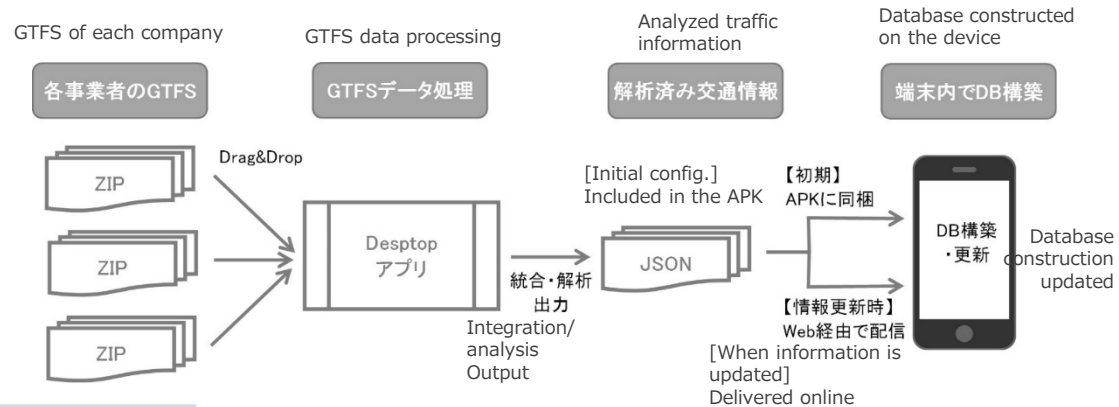 GTFS of each company
各事業者のGTFS
GTFS data processing
GTFSデータ処理
Analyzed traffic
information
解析済み交通情報
Database constructed
on the device
端末内でDB構築
ZIP
ZIP
ZIP
Drag&Drop
Desptop
アプリ
統合・解析
出力
Integration/
analysis
Output
[Initial config.]
Included in the APK
JSON
【初期】
APKに同梱
【情報更新時】
Web経由で配信
[When information is
updated]
Delivered online
DB構築
・更新
Database
construction
updated